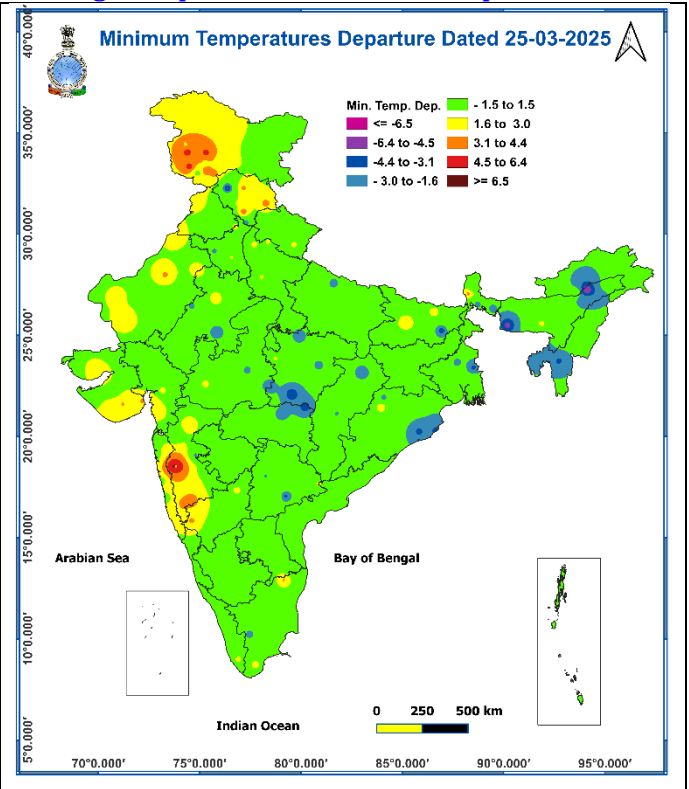 Minimum Temperatures Departure Dated 25-03-2025
Min. Temp. Dep.
<= -6.5
-6.4 to -4.5
-4.4 to -3.1
- 3.0 to -1.6
- 1.5 to 1.5
1.6 to 3.0
3.1 to 4.4
4.5 to 6.4
>= 6.5
40°0.000'
35°0.000'
30°0.000'
25°0.000'
20°0.000'
15°0.000'
10°0.000'
5°0.000'
Arabian Sea
Bay of Bengal
Indian Ocean
0 250 500 km
70°0.000' 75°0.000' 80°0.000' 85°0.000' 90°0.000' 95°0.000'